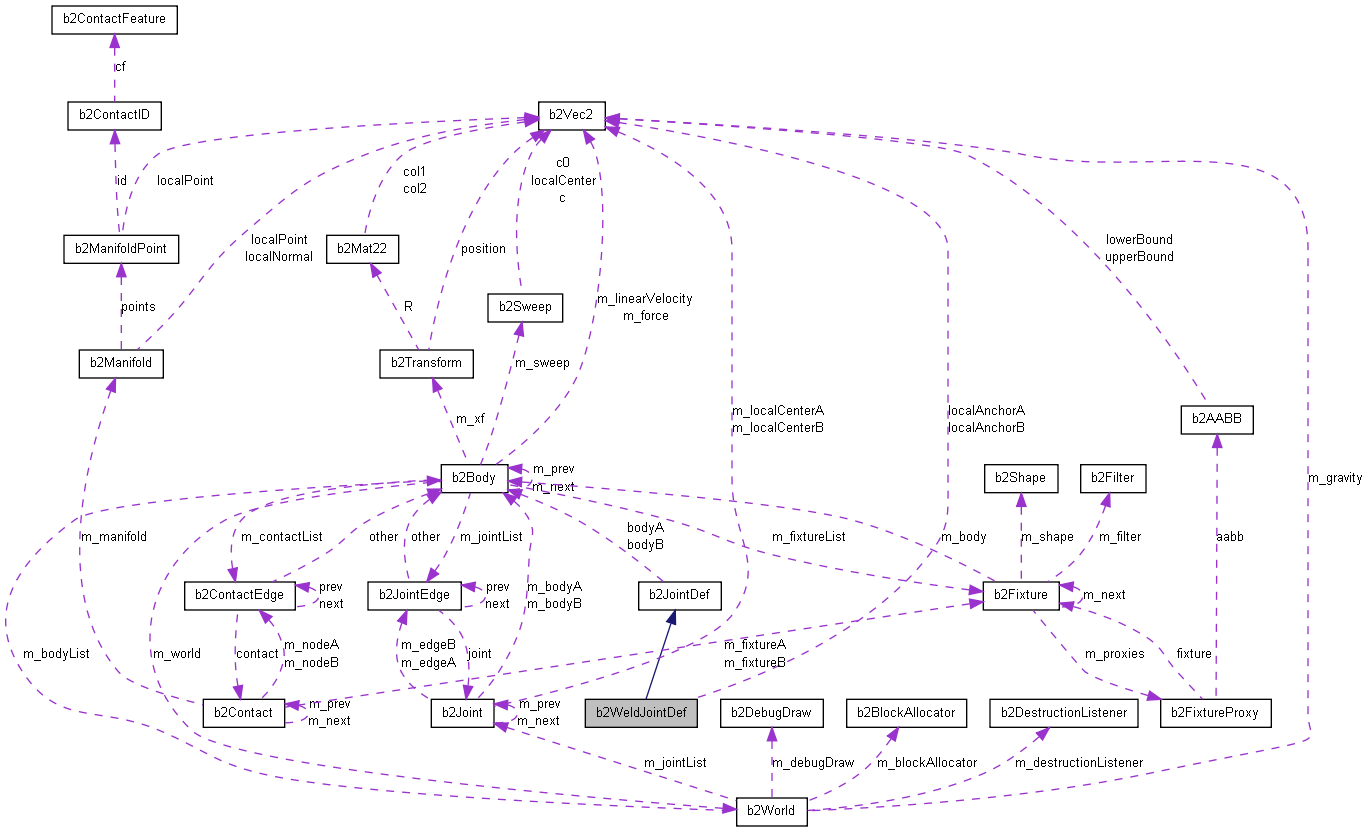 b2ContactFeature
cf
b2ContactID
b2Vec2
id
localPoint
col1
col2
c0
localCenter
c
b2ManifoldPoint
localPoint
localNormal
b2Mat22
position
lowerBound
upperBound
points
R
b2Sweep
m_linearVelocity
m_force
m_gravity
b2Manifold
b2Transform
m_sweep
m_xf
m_localCenterA
m_localCenterB
localAnchorA
localAnchorB
b2AABB
b2Body
m_prev
m_next
b2Shape
b2Filter
m_manifold
m_contactList
other
other
m_jointList
bodyA
bodyB
m_fixtureList
m_body
m_shape
m_filter
aabb
b2ContactEdge
prev
next
b2JointEdge
prev
next
m_bodyA
m_bodyB
b2JointDef
b2Fixture
m_next
m_bodyList
m_world
contact
m_nodeA
m_nodeB
m_edgeB
m_edgeA
joint
m_fixtureA
m_fixtureB
m_proxies
fixture
b2Contact
m_prev
m_next
b2Joint
m_prev
m_next
b2WeldJointDef
b2DebugDraw
b2BlockAllocator
b2DestructionListener
b2FixtureProxy
m_jointList
m_debugDraw
m_blockAllocator
m_destructionListener
b2World